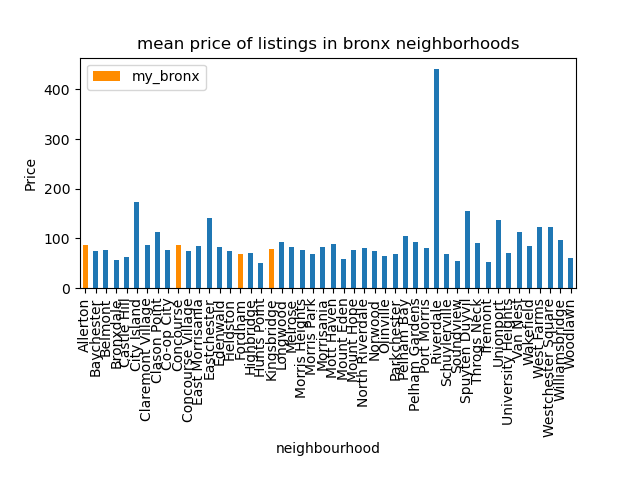 mean price of listings in bronx neighborhoods
my_bronx
Price
400
300
200
100
0
Allerton
Baychester
Belmont
Bronxdale
Castle Hill
City Island
Claremont Village
Clason Point
Co-op City
Concourse
Concourse Village
East Morrisania
Eastchester
Edenwald
Fieldston
Fordham
Highbridge
Hunts Point
Kingsbridge
Longwood
Melrose
Morris Heights
Morris Park
Morrisania
Mott Haven
Mount Eden
Mount Hope
North Riverdale
Norwood
Olinville
Parkchester
Pelham Bay
Pelham Gardens
Port Morris
Riverdale
Schuylerville
Soundview
Spuyten Duyvil
Throgs Neck
Tremont
Unionport
University Heights
Van Nest
Wakefield
West Farms
Westchester Square
Williamsbridge
Woodlawn
neighbourhood